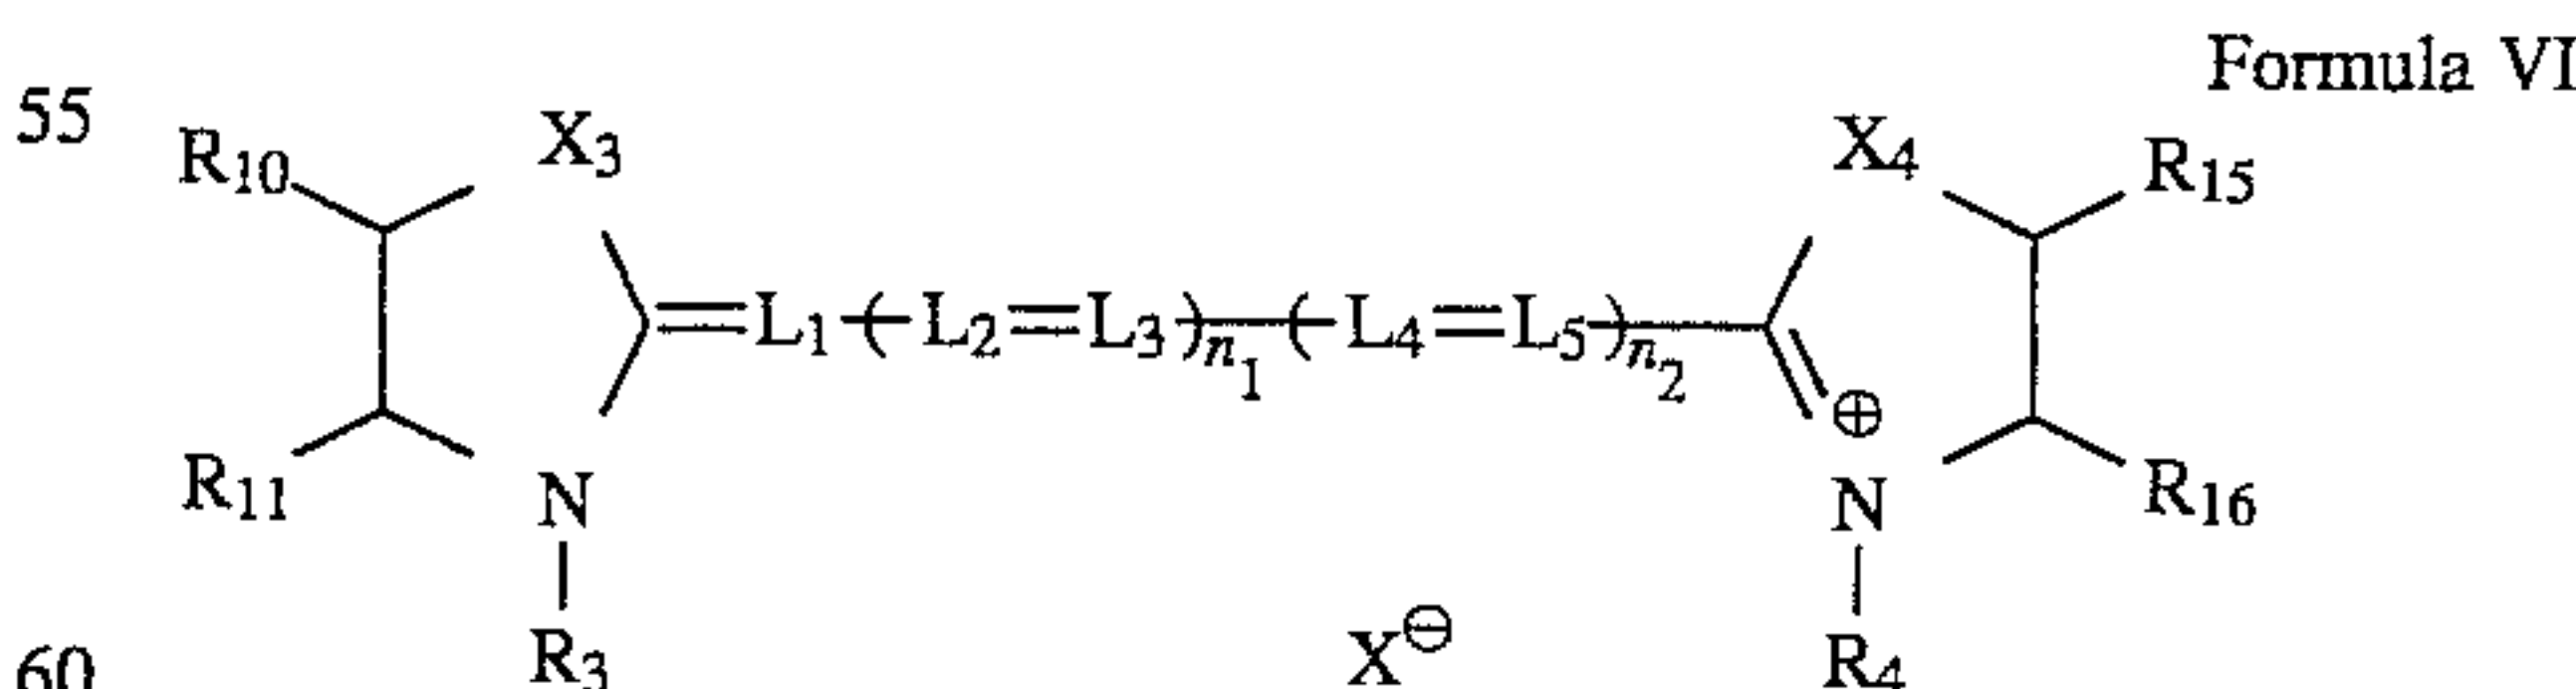 Formula VI
55
R10 X3 X4 R15
=L1-(-L2=L3-)n1-(-L4=L5-)n2-
⊕
R11 N N R16
60 R3 X⊖ R4